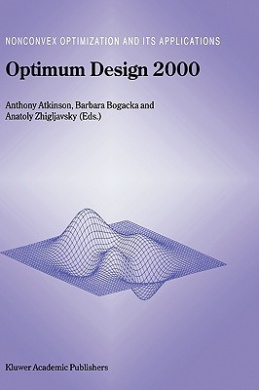 NONCONVEX OPTIMIZATION AND ITS APPLICATIONS
Optimum Design 2000
Anthony Atkinson, Barbara Bogacka and
Anatoly Zhigljavsky (Eds.)
Kluwer Academic Publishers